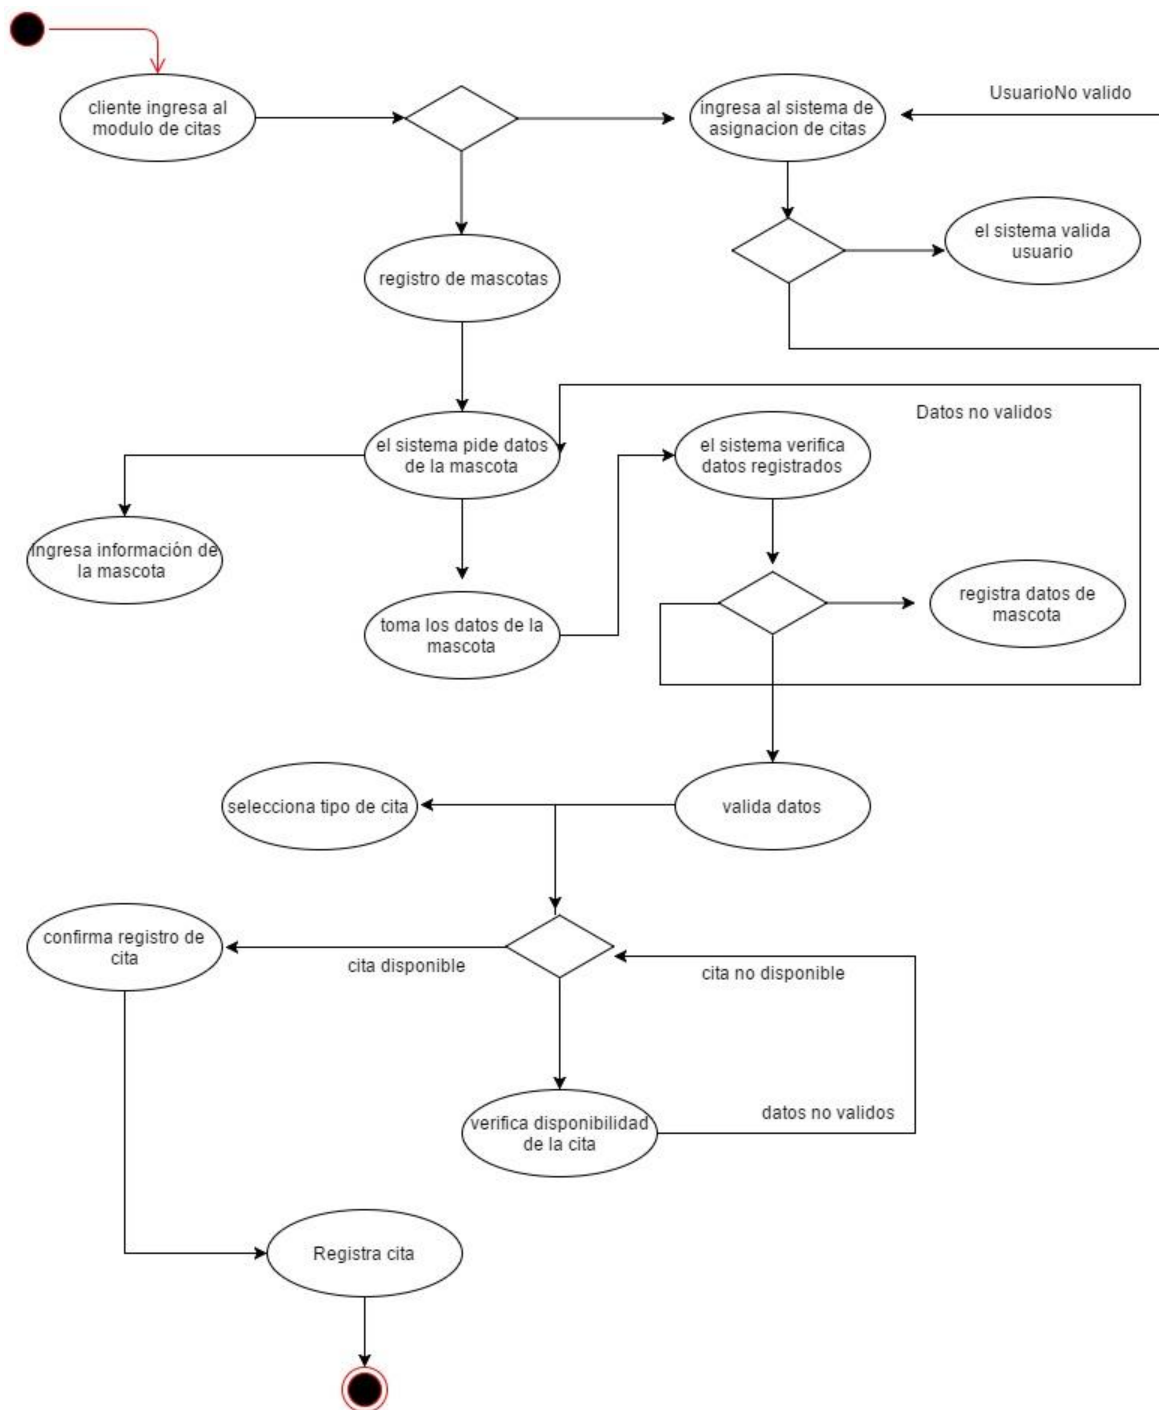 cliente ingresa al
modulo de citas
ingresa al sistema de
asignacion de citas
UsuarioNo valido
el sistema valida
usuario
registro de mascotas
el sistema pide datos
de la mascota
el sistema verifica
datos registrados
Datos no validos
ingresa información de
la mascota
toma los datos de la
mascota
registra datos de
mascota
selecciona tipo de cita
valida datos
confirma registro de
cita
cita disponible
cita no disponible
verifica disponibilidad
de la cita
datos no validos
Registra cita